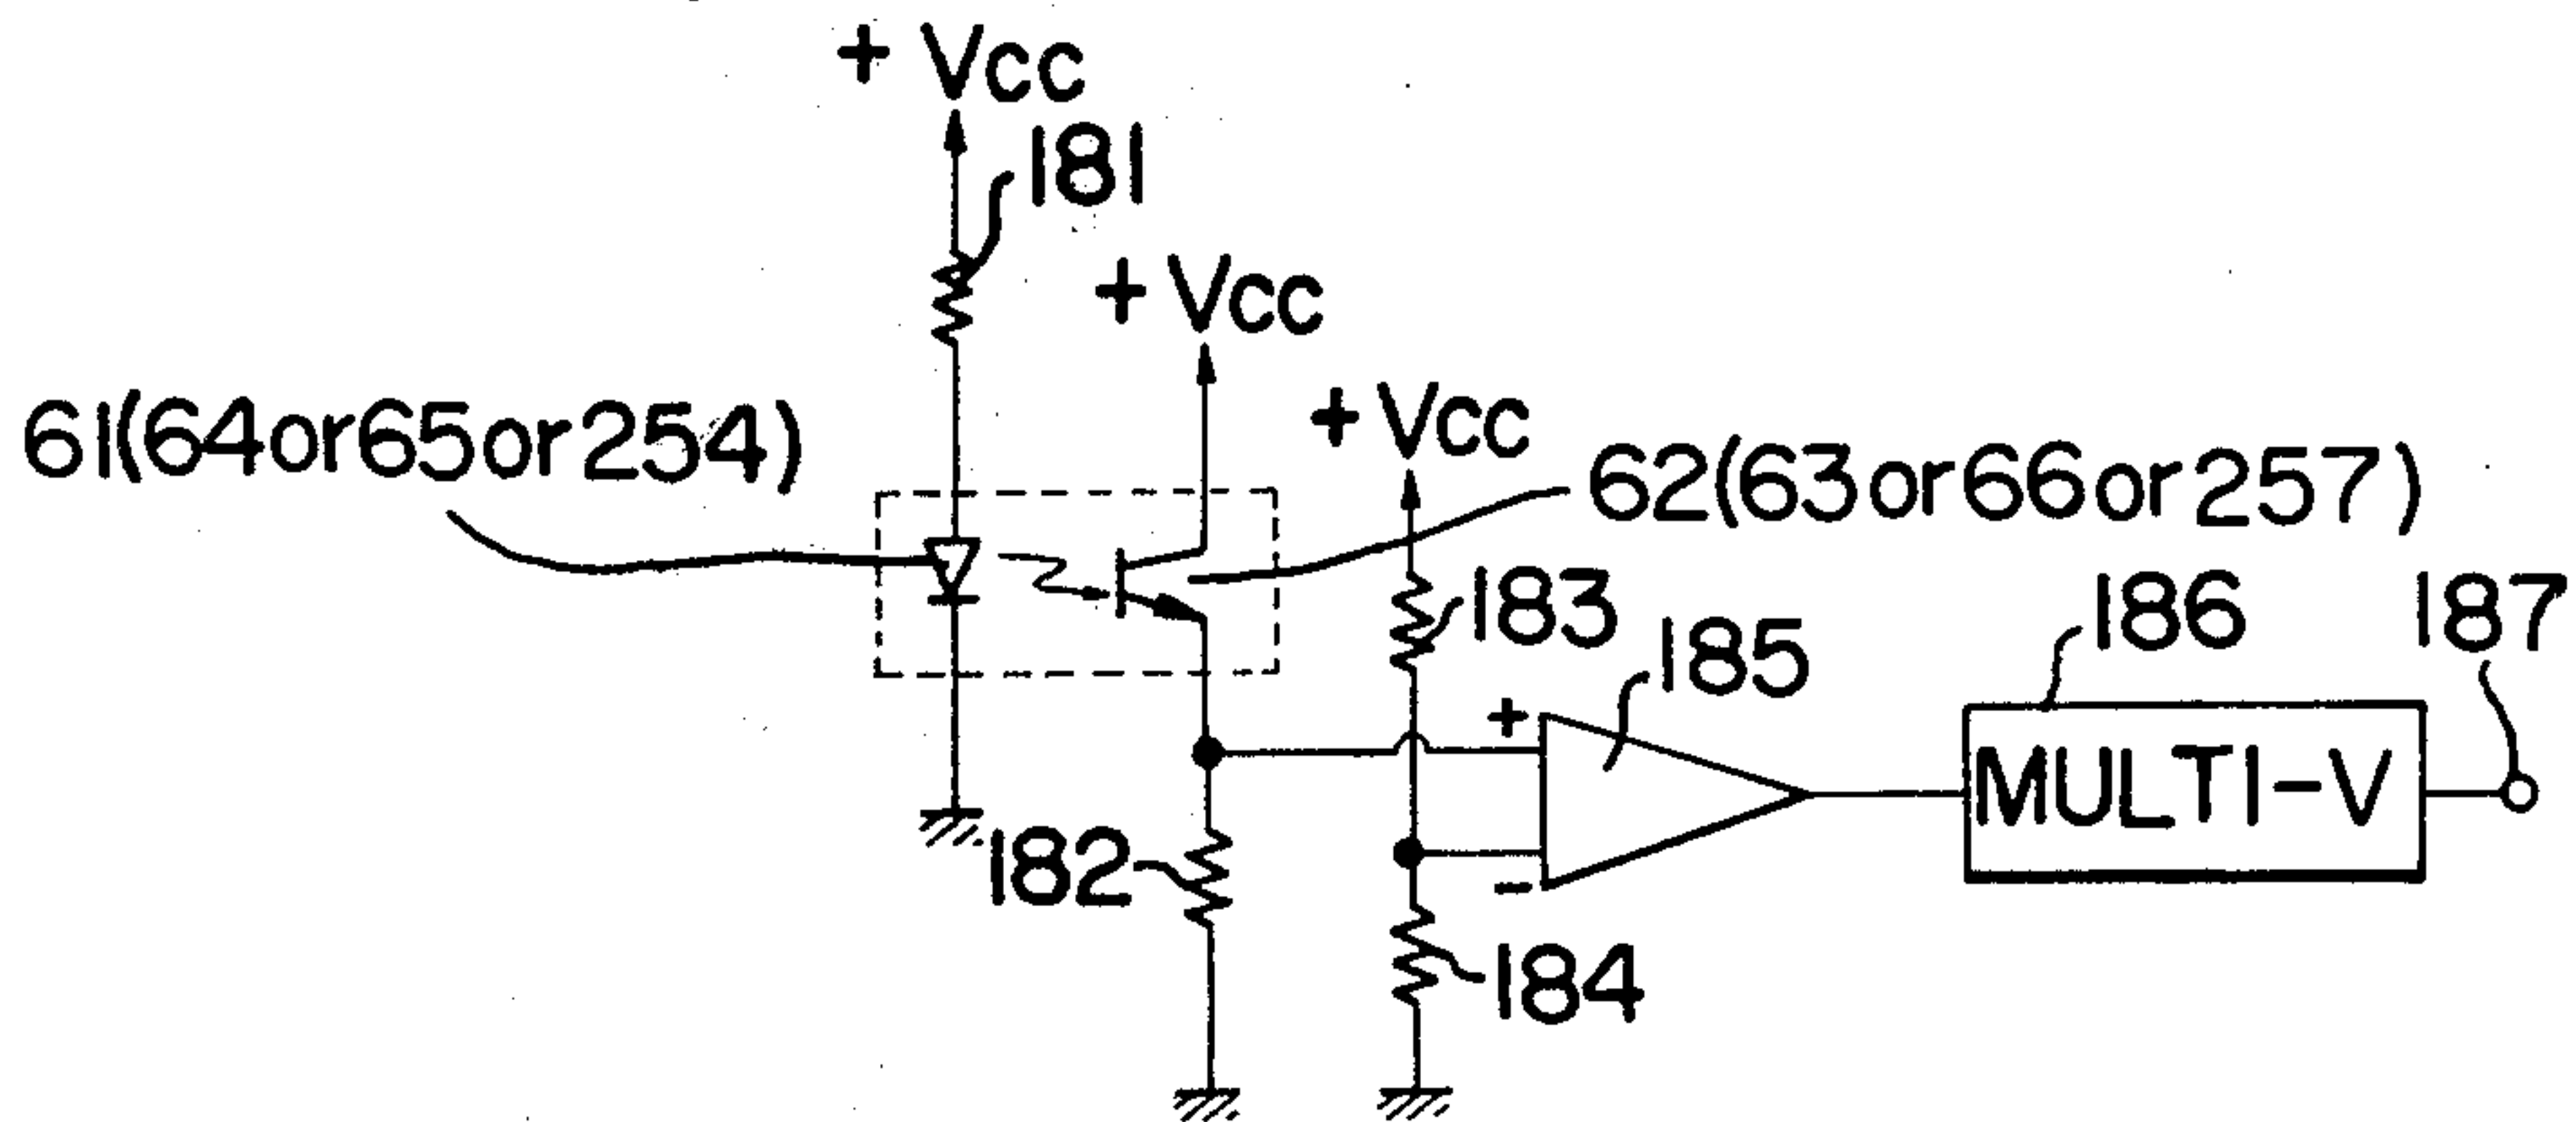 + Vcc
181
+ Vcc
61(64or65or254)
+ Vcc
62(63or66or257)
183
185
186
187
+
MULTI-V
182
-
184